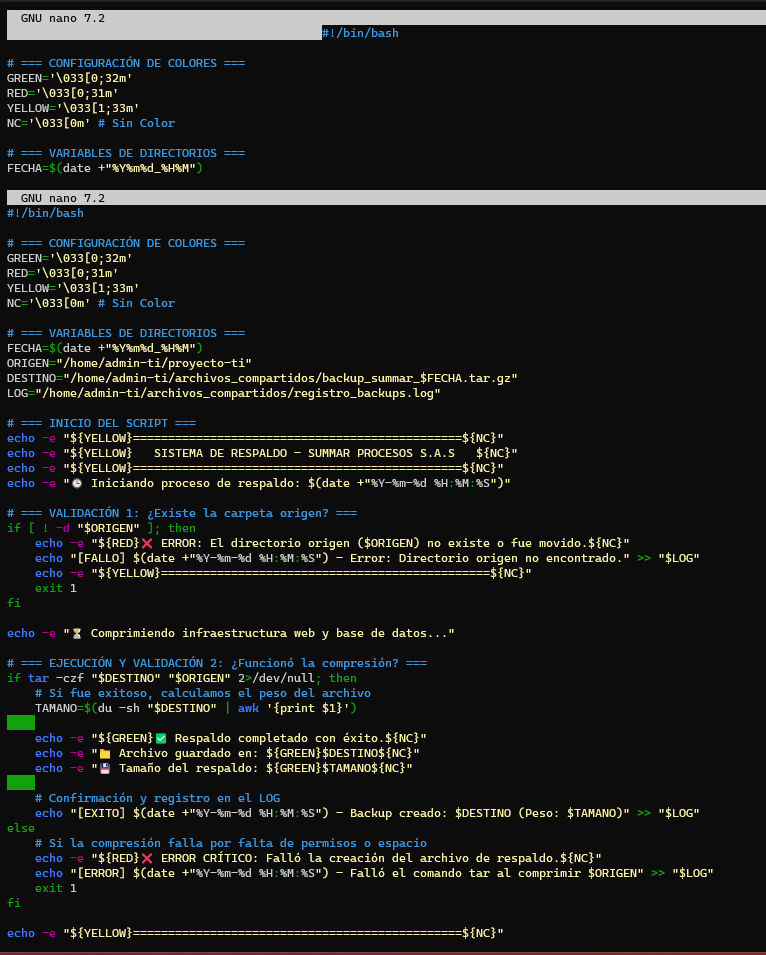 GNU nano 7.2
#!/bin/bash
# === CONFIGURACIÓN DE COLORES ===
GREEN='\033[0;32m'
RED='\033[0;31m'
YELLOW='\033[1;33m'
NC='\033[0m' # Sin Color
# === VARIABLES DE DIRECTORIOS ===
FECHA=$(date +"%Y%m%d_%H%M")
GNU nano 7.2
#!/bin/bash
# === CONFIGURACIÓN DE COLORES ===
GREEN='\033[0;32m'
RED='\033[0;31m'
YELLOW='\033[1;33m'
NC='\033[0m' # Sin Color
# === VARIABLES DE DIRECTORIOS ===
FECHA=$(date +"%Y%m%d_%H%M")
ORIGEN="/home/admin-ti/proyecto-ti"
DESTINO="/home/admin-ti/archivos_compartidos/backup_summar_$FECHA.tar.gz"
LOG="/home/admin-ti/archivos_compartidos/registro_backups.log"
# === INICIO DEL SCRIPT ===
echo -e "${YELLOW}===============================================${NC}"
echo -e "${YELLOW}   SISTEMA DE RESPALDO - SUMMAR PROCESOS S.A.S   ${NC}"
echo -e "${YELLOW}===============================================${NC}"
echo -e "🕒 Iniciando proceso de respaldo: $(date +"%Y-%m-%d %H:%M:%S")"
# === VALIDACIÓN 1: ¿Existe la carpeta origen? ===
if [ ! -d "$ORIGEN" ]; then
    echo -e "${RED}❌ ERROR: El directorio origen ($ORIGEN) no existe o fue movido.${NC}"
    echo "[FALLO] $(date +"%Y-%m-%d %H:%M:%S") - Error: Directorio origen no encontrado." >> "$LOG"
    echo -e "${YELLOW}===============================================${NC}"
    exit 1
fi
echo -e "⏳ Comprimiendo infraestructura web y base de datos..."
# === EJECUCIÓN Y VALIDACIÓN 2: ¿Funcionó la compresión? ===
if tar -czf "$DESTINO" "$ORIGEN" 2>/dev/null; then
    # Si fue exitoso, calculamos el peso del archivo
    TAMANO=$(du -sh "$DESTINO" | awk '{print $1}')
    echo -e "${GREEN}✅ Respaldo completado con éxito.${NC}"
    echo -e "📁 Archivo guardado en: ${GREEN}$DESTINO${NC}"
    echo -e "💾 Tamaño del respaldo: ${GREEN}$TAMANO${NC}"
    # Confirmación y registro en el LOG
    echo "[EXITO] $(date +"%Y-%m-%d %H:%M:%S") - Backup creado: $DESTINO (Peso: $TAMANO)" >> "$LOG"
else
    # Si la compresión falla por falta de permisos o espacio
    echo -e "${RED}❌ ERROR CRÍTICO: Falló la creación del archivo de respaldo.${NC}"
    echo "[ERROR] $(date +"%Y-%m-%d %H:%M:%S") - Falló el comando tar al comprimir $ORIGEN" >> "$LOG"
    exit 1
fi
echo -e "${YELLOW}===============================================${NC}"